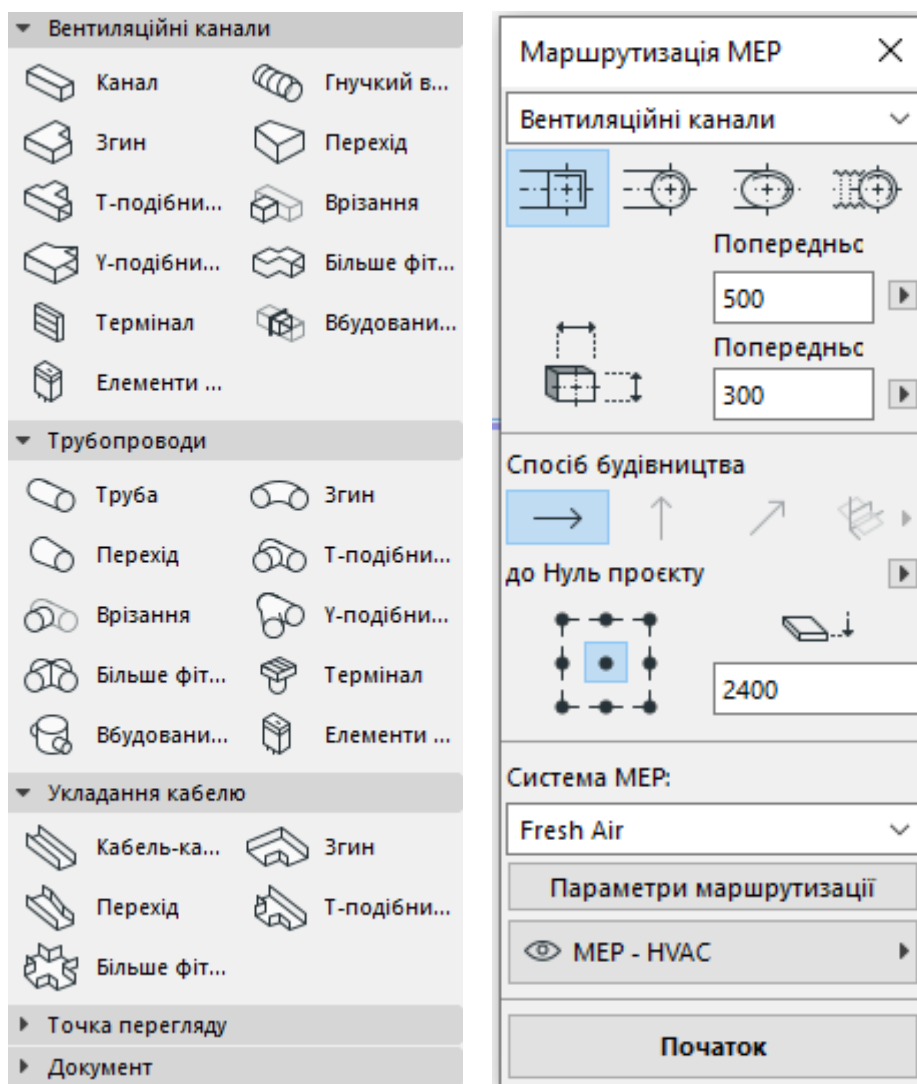 Вентиляційні канали
Канал
Гнучкий в...
Згин
Перехід
Т-подібни...
Врізання
Y-подібни...
Більше фіт...
Термінал
Вбудовани...
Елементи ...
Трубопроводи
Труба
Згин
Перехід
Т-подібни...
Врізання
Y-подібни...
Більше фіт...
Термінал
Вбудовани...
Елементи ...
Укладання кабелю
Кабель-ка...
Згин
Перехід
Т-подібни...
Більше фіт...
Точка перегляду
Документ
Маршрутизація MEP
Вентиляційні канали
Попередньс
500
Попередньс
300
Спосіб будівництва
до Нуль проєкту
2400
Система MEP:
Fresh Air
Параметри маршрутизації
MEP - HVAC
Початок